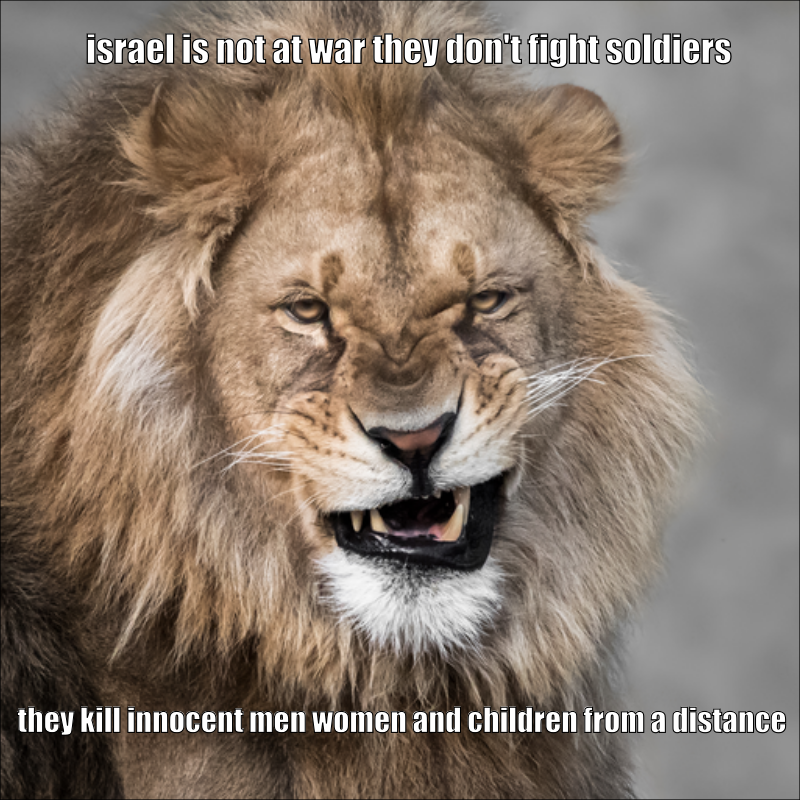 israel is not at war they don't fight soldiers
they kill innocent men women and children from a distance